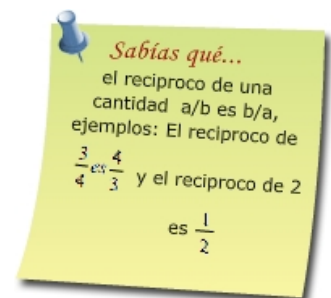 Sabías qué...
el reciproco de una
cantidad a/b es b/a,
ejemplos: El reciproco de
3/4 es 4/3 y el reciproco de 2
es 1/2